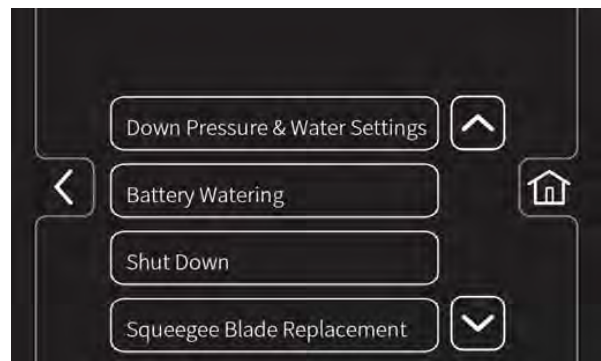 Down Pressure & Water Settings
Battery Watering
Shut Down
Squeegee Blade Replacement